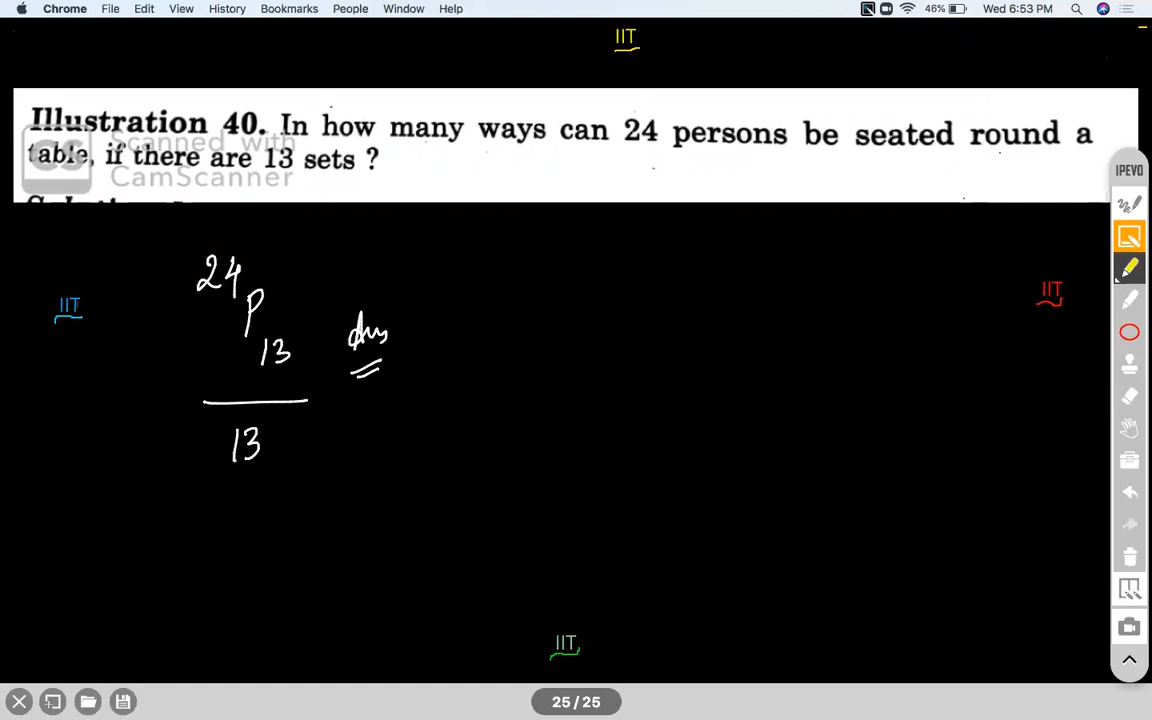 Chrome File Edit View History Bookmarks People Window Help 46% Wed 6:53 PM
IIT
Illustration 40. In how many ways can 24 persons be seated round a
table, if there are 13 sets ?
CS Scanned with
CamScanner
IPEVO
24
P
13
Ans
13
IIT
IIT
IIT
25 / 25